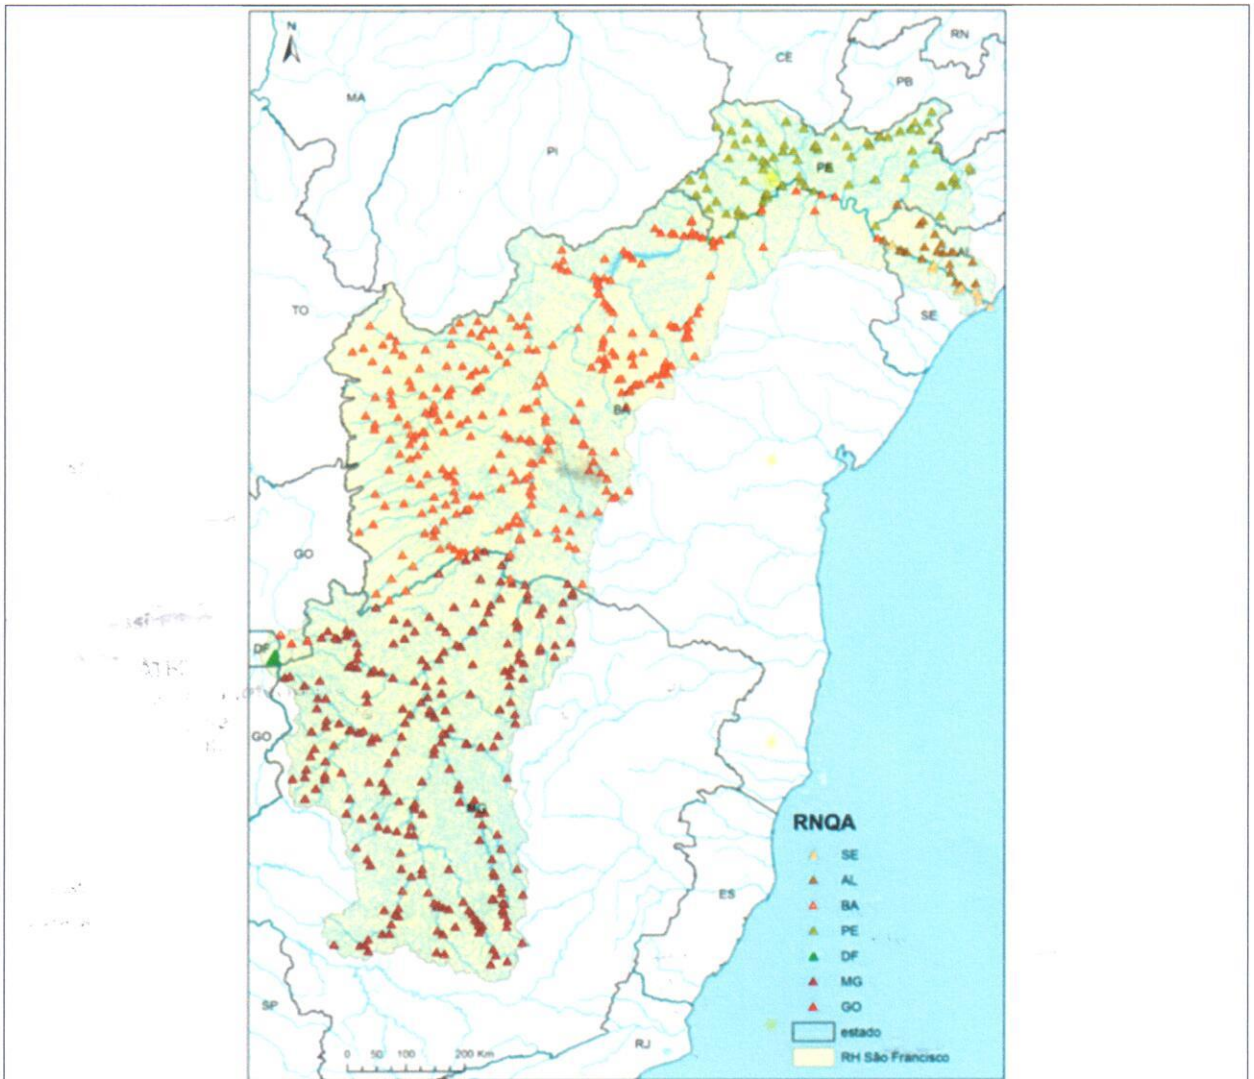 N
RN
CE
PB
MA
PI
PE
AL
TO
SE
BA
GO
DF
GO
MG
RNQA
SE
AL
BA
ES
PE
DF
MG
SP
GO
estado
RJ
0 50 100 200 Km
RH São Francisco